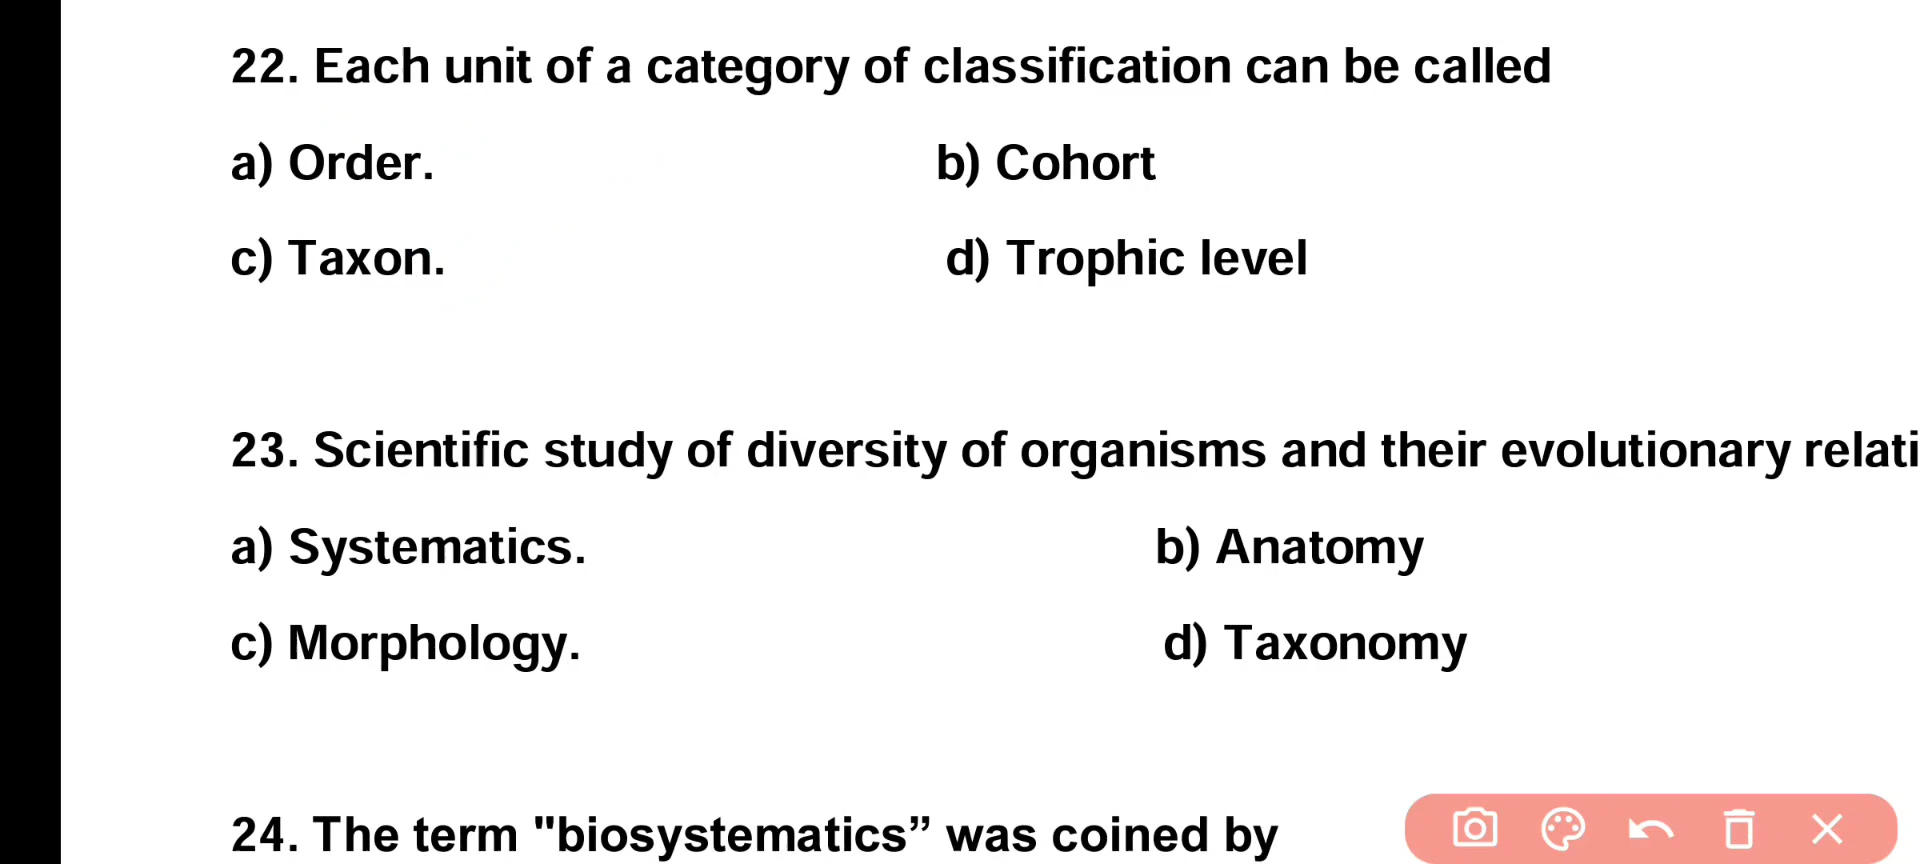 22. Each unit of a category of classification can be called
a) Order. b) Cohort
c) Taxon. d) Trophic level
23. Scientific study of diversity of organisms and their evolutionary relati
a) Systematics. b) Anatomy
c) Morphology. d) Taxonomy
24. The term "biosystematics” was coined by